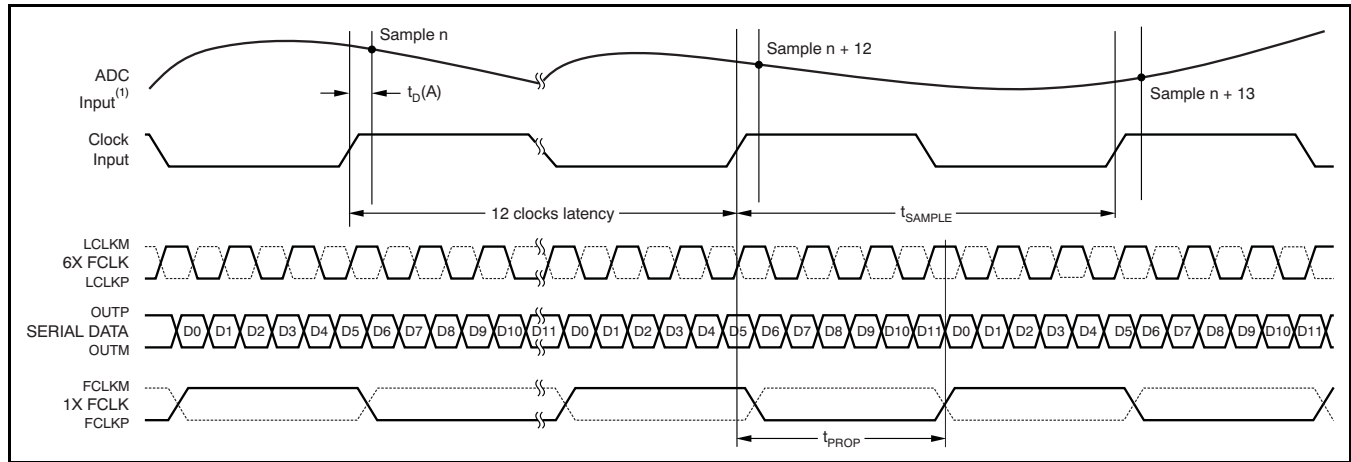 Sample n
Sample n + 12
Sample n + 13
ADC
Input(1)
tD(A)
Clock
Input
12 clocks latency
tSAMPLE
LCLKM
6X FCLK
LCLKP
OUTP
SERIAL DATA
OUTM
D0 D1 D2 D3 D4 D5 D6 D7 D8 D9 D10 D11 D0 D1 D2 D3 D4 D5 D6 D7 D8 D9 D10 D11 D0 D1 D2 D3 D4 D5 D6 D7 D8 D9 D10 D11
FCLKM
1X FCLK
FCLKP
tPROP